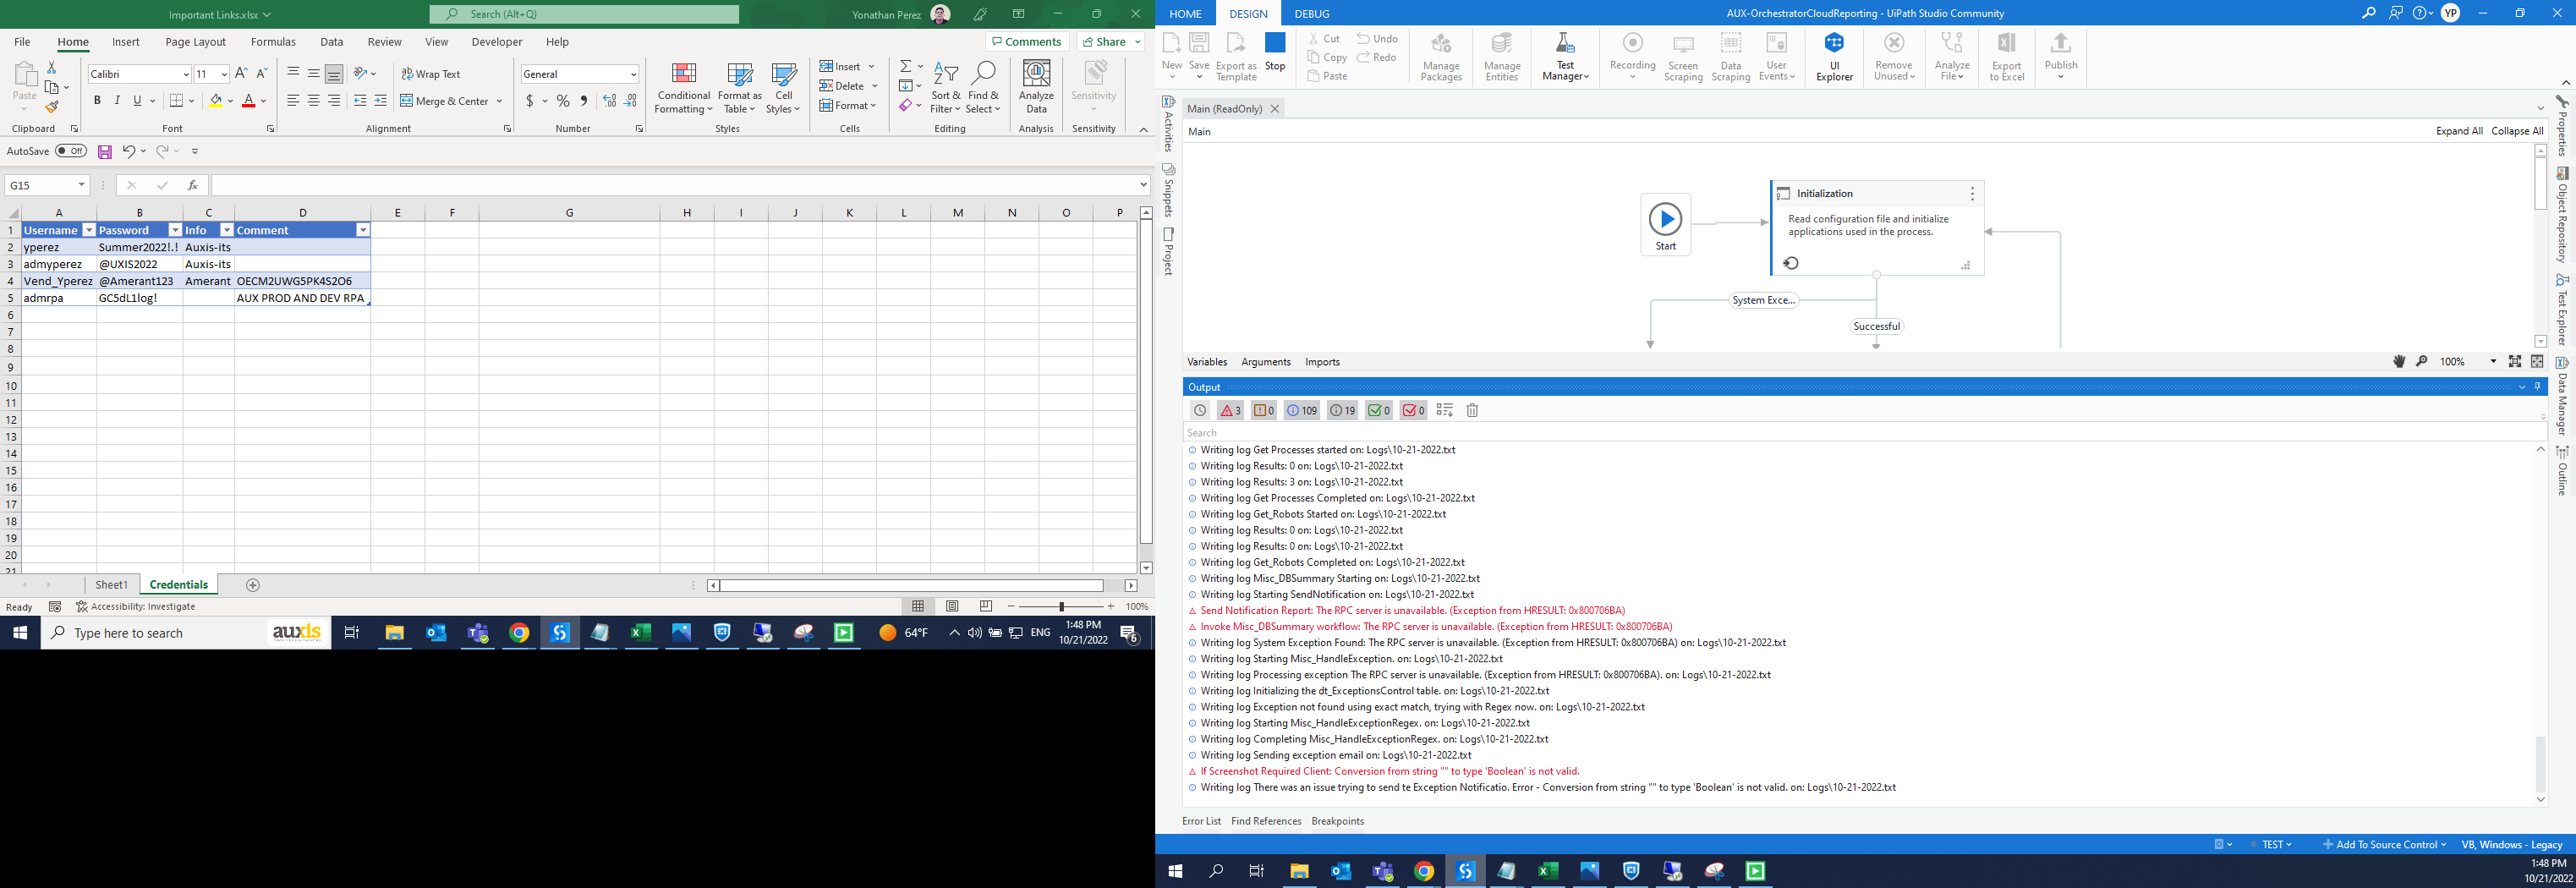 Important Links.xlsx
Search (Alt+Q)
Yonathan Perez
File Home Insert Page Layout Formulas Data Review View Developer Help
Comments Share
Paste
Calibri 11
B I U
Wrap Text
Merge & Center
General
$ % ,
Conditional Formatting
Format as Table
Cell Styles
Insert
Delete
Format
Sort & Filter
Find & Select
Analyze Data
Sensitivity
Clipboard Font Alignment Number Styles Cells Editing Analysis Sensitivity
AutoSave Off
G15
fx
A B C D E F G H I J K L M N O P
1 Username Password Info Comment
2 yperez Summer2022!.! Auxis-its
3 admyperez @UXIS2022 Auxis-its
4 Vend_Yperez @Amerant123 Amerant OECM2UWG5PK4S2O6
5 admrpa GC5dL1log! AUX PROD AND DEV RPA
6
7
8
9
10
11
12
13
14
15
16
17
18
19
20
21
Sheet1 Credentials
Ready Accessibility: Investigate 100%
Type here to search
auxis
64°F
ENG
1:48 PM
10/21/2022
6
HOME DESIGN DEBUG
AUX-OrchestratorCloudReporting - UiPath Studio Community
YP
New
Save
Export as Template
Stop
Cut
Copy
Paste
Undo
Redo
Manage Packages
Manage Entities
Test Manager
Recording
Screen Scraping
Data Scraping
User Events
UI Explorer
Remove Unused
Analyze File
Export to Excel
Publish
Activities
Snippets
Project
Main (ReadOnly)
Main
Expand All Collapse All
Start
Initialization
Read configuration file and initialize
applications used in the process.
System Exce...
Successful
Properties
Object Repository
Test Explorer
Data Manager
Outline
Variables Arguments Imports
100%
Output
3 0 109 19 0 0
Search
Writing log Get Processes started on: Logs\10-21-2022.txt
Writing log Results: 0 on: Logs\10-21-2022.txt
Writing log Results: 3 on: Logs\10-21-2022.txt
Writing log Get Processes Completed on: Logs\10-21-2022.txt
Writing log Get_Robots Started on: Logs\10-21-2022.txt
Writing log Results: 0 on: Logs\10-21-2022.txt
Writing log Results: 0 on: Logs\10-21-2022.txt
Writing log Get_Robots Completed on: Logs\10-21-2022.txt
Writing log Misc_DBSummary Starting on: Logs\10-21-2022.txt
Writing log Starting SendNotification on: Logs\10-21-2022.txt
Send Notification Report: The RPC server is unavailable. (Exception from HRESULT: 0x800706BA)
Invoke Misc_DBSummary workflow: The RPC server is unavailable. (Exception from HRESULT: 0x800706BA)
Writing log System Exception Found: The RPC server is unavailable. (Exception from HRESULT: 0x800706BA) on: Logs\10-21-2022.txt
Writing log Starting Misc_HandleException. on: Logs\10-21-2022.txt
Writing log Processing exception The RPC server is unavailable. (Exception from HRESULT: 0x800706BA). on: Logs\10-21-2022.txt
Writing log Initializing the dt_ExceptionsControl table. on: Logs\10-21-2022.txt
Writing log Exception not found using exact match, trying with Regex now. on: Logs\10-21-2022.txt
Writing log Starting Misc_HandleExceptionRegex. on: Logs\10-21-2022.txt
Writing log Completing Misc_HandleExceptionRegex. on: Logs\10-21-2022.txt
Writing log Sending exception email on: Logs\10-21-2022.txt
If Screenshot Required Client: Conversion from string "" to type 'Boolean' is not valid.
Writing log There was an issue trying to send te Exception Notificatio. Error - Conversion from string "" to type 'Boolean' is not valid. on: Logs\10-21-2022.txt
Error List Find References Breakpoints
TEST Add To Source Control VB, Windows - Legacy
1:48 PM
10/21/2022